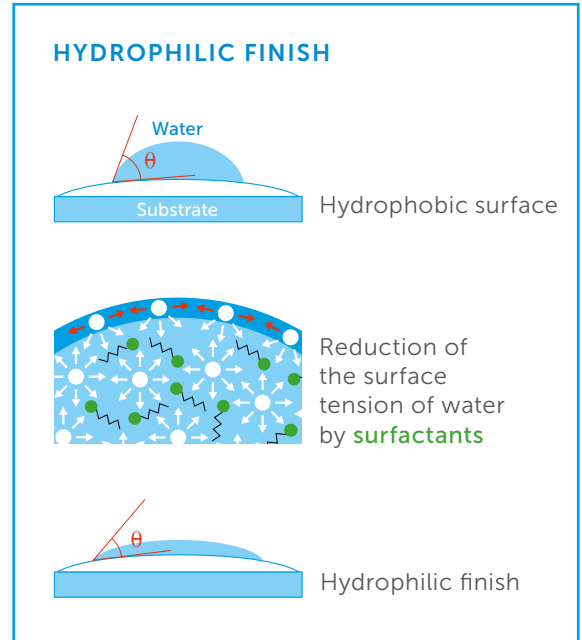 HYDROPHILIC FINISH
Water
θ
Substrate
Hydrophobic surface
Reduction of
the surface
tension of water
by surfactants
θ
Hydrophilic finish